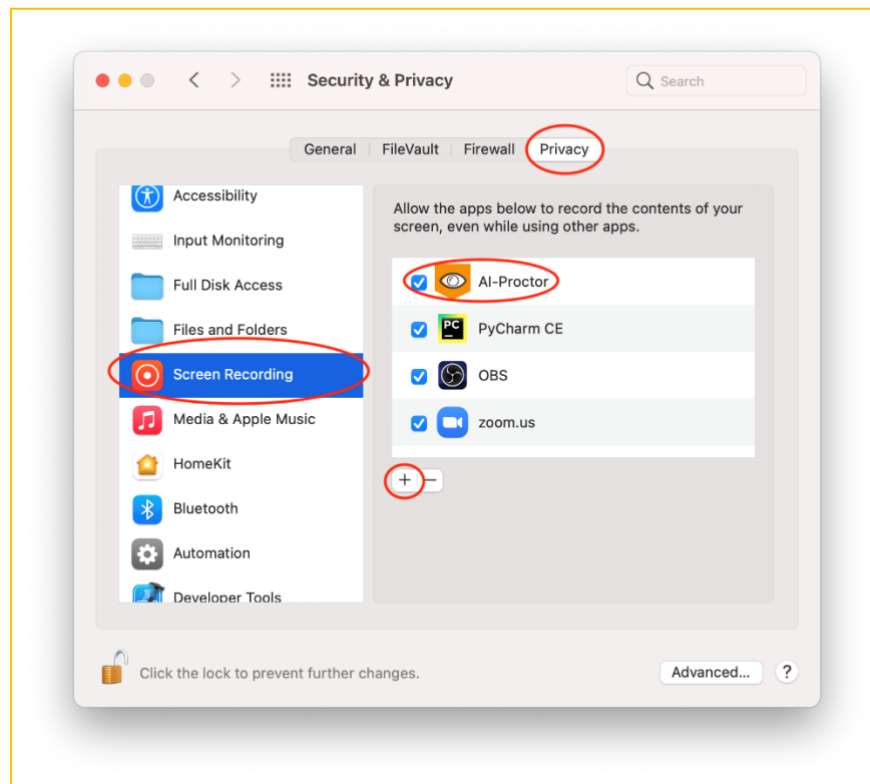 Security & Privacy
Search
General
FileVault
Firewall
Privacy
Accessibility
Input Monitoring
Full Disk Access
Files and Folders
Screen Recording
Media & Apple Music
HomeKit
Bluetooth
Automation
Developer Tools
Allow the apps below to record the contents of your
screen, even while using other apps.
AI-Proctor
PC
PyCharm CE
OBS
zoom.us
+
−
Click the lock to prevent further changes.
Advanced...
?